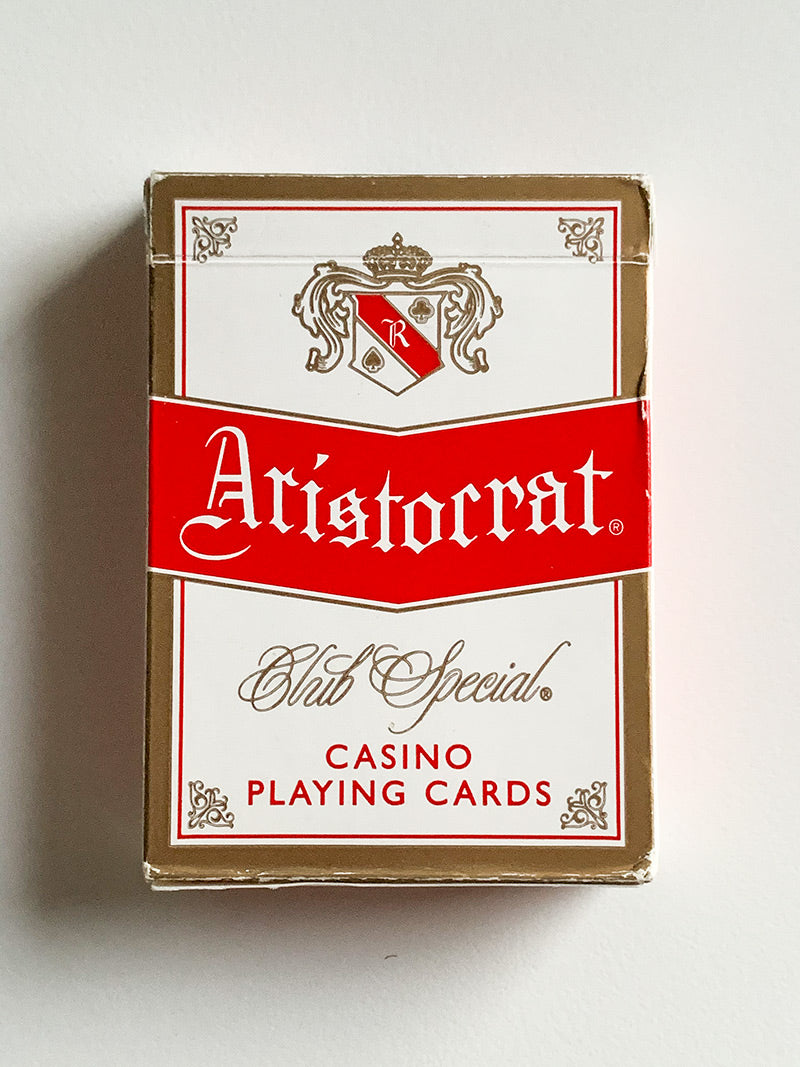 R
Aristocrat®
Club Special®
CASINO
PLAYING CARDS